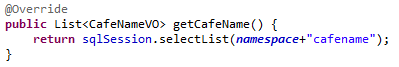 @Override
public List<CafeNameVO> getCafeName() {
    return sqlSession.selectList(namespace+"cafename");
}